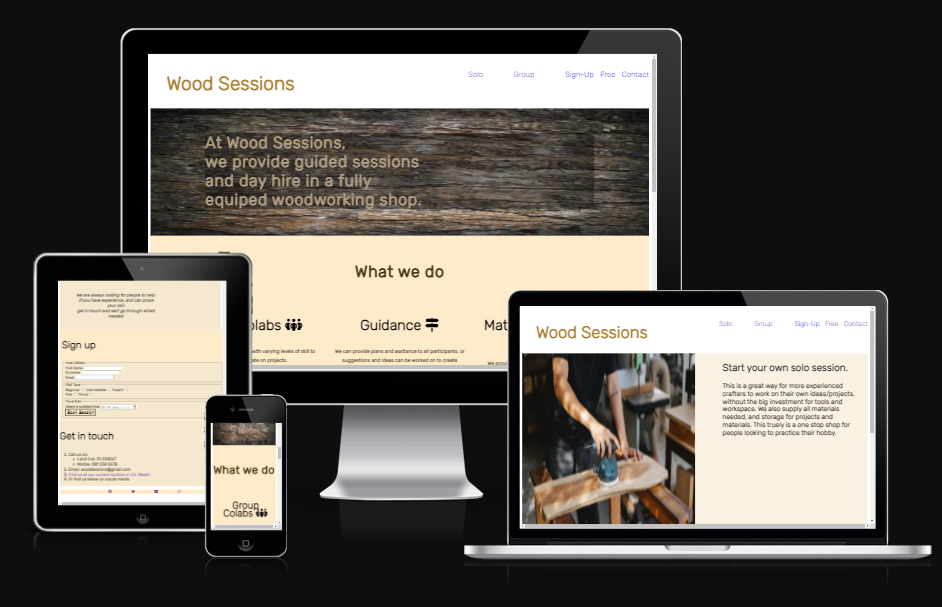 Wood Sessions
Solo Group Sign-Up Free Contact
At Wood Sessions,
we provide guided sessions
and day hire in a fully
equiped woodworking shop.
What we do
olabs
Guidance
Mat
with varying levels of skill to
ate on projects.
We can provide plans and assitance to all participants, or
suggestions and ideas can be worked on to create
We provi
We are always looking for people to help,
if you have experience, and can prove
your skill,
get in touch and we'll go through whats
needed.
Sign up
User Details
First Name:
Surname:
Email:
Skill Type
Beginner Intermediate Expert
Solo Group
Time Slot
Select a suitable time:
Book Session
Get in touch
1. Call us on:
Land line: 01 234567
Mobile: 089 234 5678
2. Email: woodsessions@gmail.com
3. Find us at our current location in Co. Meath
4. Or find us below on social media.
What we do
Group
Colabs
Wood Sessions
Solo Group Sign-Up Free Contact
Start your own solo session.
This is a great way for more experienced
crafters to work on their own ideas/projects,
without the big investment for tools and
workspace. We also supply all materials
needed, and storage for projects and
materials. This truely is a one stop shop for
people looking to practice their hobby.